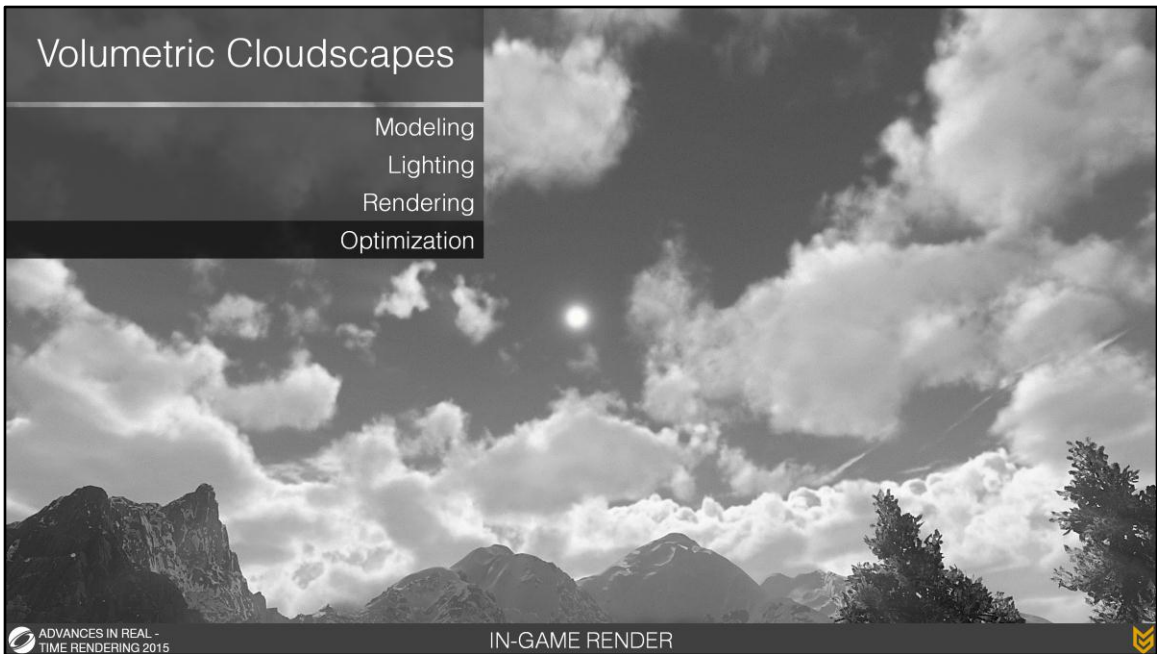 Volumetric Cloudscapes
Modeling
Lighting
Rendering
Optimization
ADVANCES IN REAL -
TIME RENDERING 2015
IN-GAME RENDER